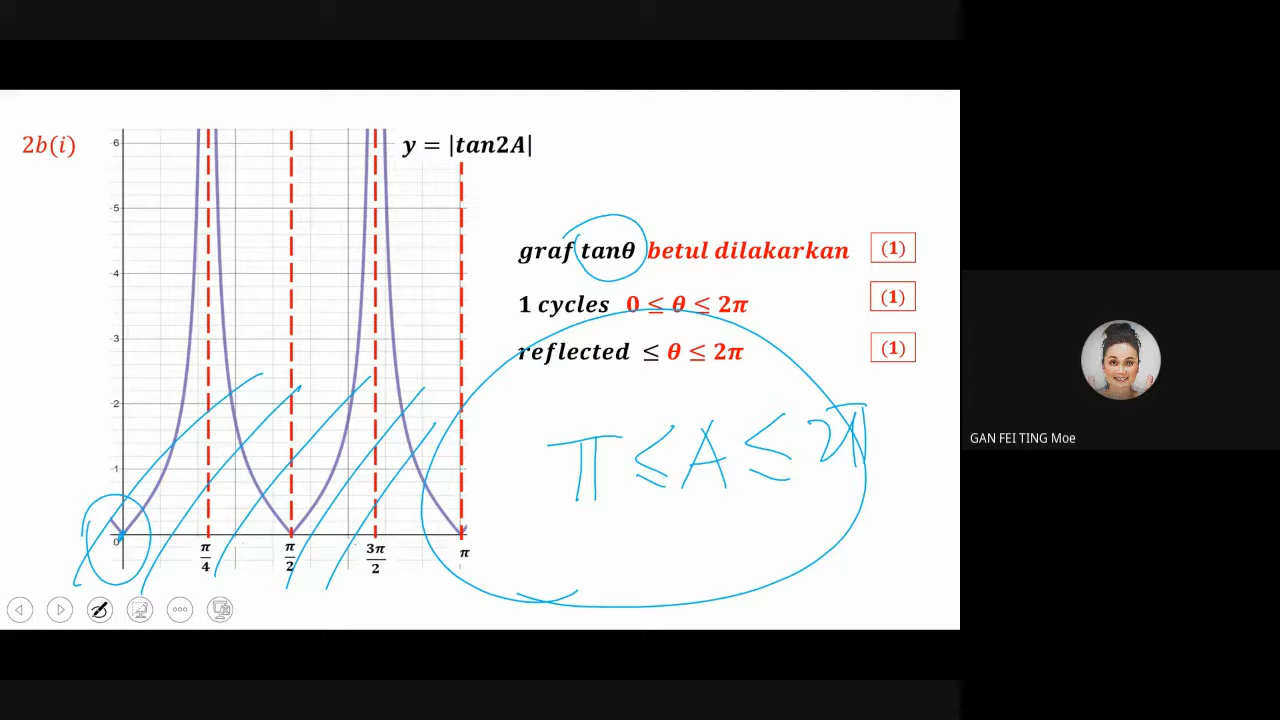 2b(i)
y = |tan2A|
6
5
4
3
2
1
0
π/4
π/2
3π/2
π
graf tanθ betul dilakarkan (1)
1 cycles 0 ≤ θ ≤ 2π (1)
reflected ≤ θ ≤ 2π (1)
π ≤ A ≤ 2π
GAN FEI TING Moe